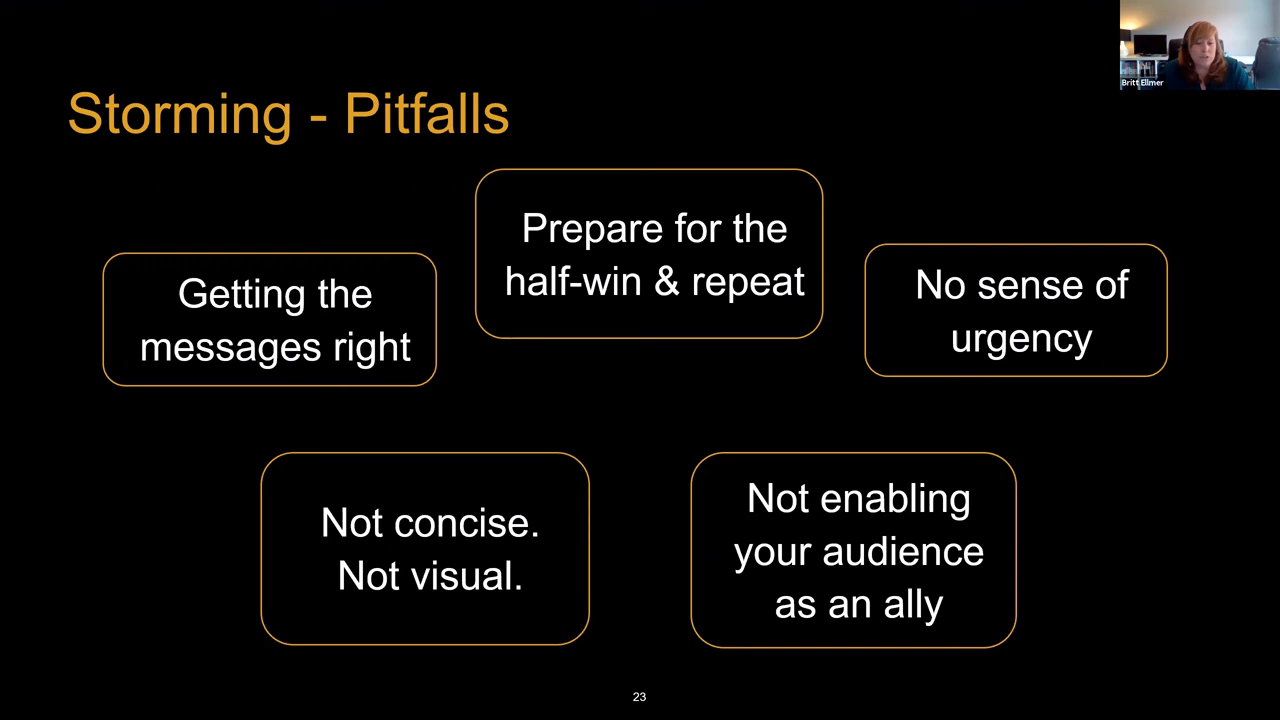 Britt Ellmer
Storming - Pitfalls
Prepare for the
half-win & repeat
Getting the
messages right
No sense of
urgency
Not concise.
Not visual.
Not enabling
your audience
as an ally
23